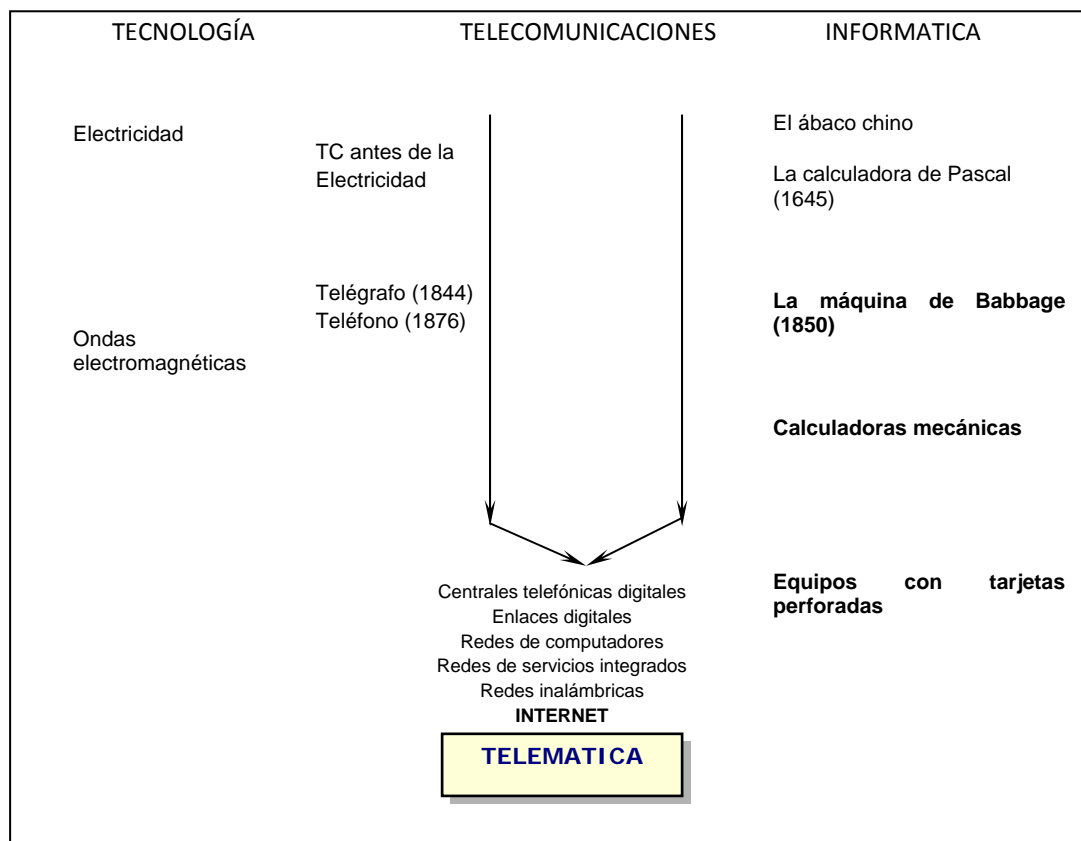 TECNOLOGÍA
TELECOMUNICACIONES
INFORMATICA
Electricidad
TC antes de la
Electricidad
El ábaco chino
La calculadora de Pascal
(1645)
Telégrafo (1844)
Teléfono (1876)
La máquina de Babbage
(1850)
Ondas
electromagnéticas
Calculadoras mecánicas
Equipos con tarjetas
perforadas
Centrales telefónicas digitales
Enlaces digitales
Redes de computadores
Redes de servicios integrados
Redes inalámbricas
INTERNET
TELEMATICA